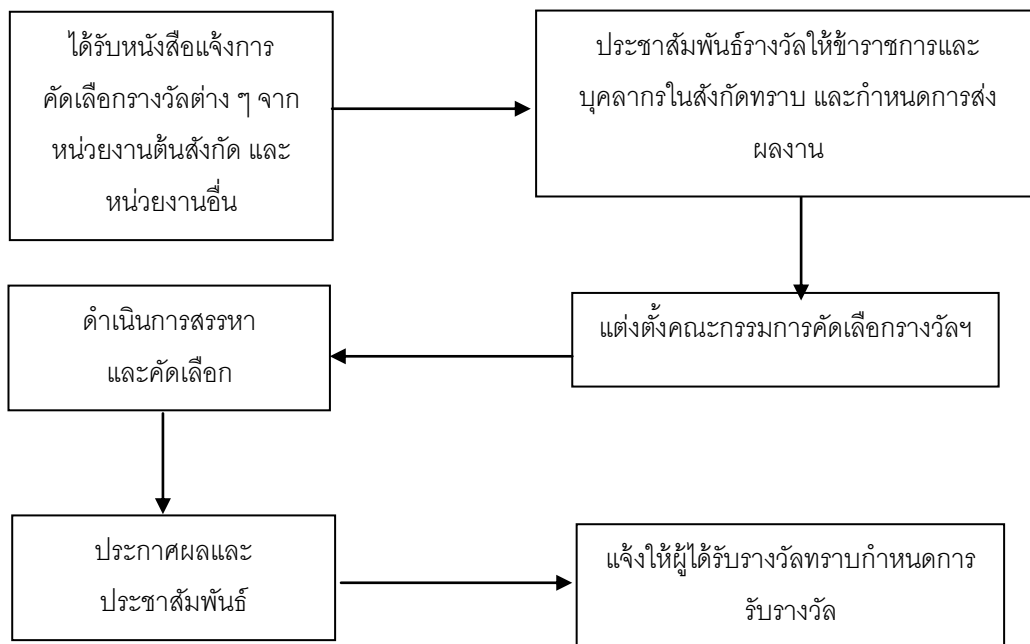 ได้รับหนังสือแจ้งการ
คัดเลือกรางวัลต่าง ๆ จาก
หน่วยงานต้นสังกัด และ
หน่วยงานอื่น
ประชาสัมพันธ์รางวัลให้ข้าราชการและ
บุคลากรในสังกัดทราบ และกำหนดการส่ง
ผลงาน
แต่งตั้งคณะกรรมการคัดเลือกรางวัลฯ
ดำเนินการสรรหา
และคัดเลือก
ประกาศผลและ
ประชาสัมพันธ์
แจ้งให้ผู้ได้รับรางวัลทราบกำหนดการ
รับรางวัล